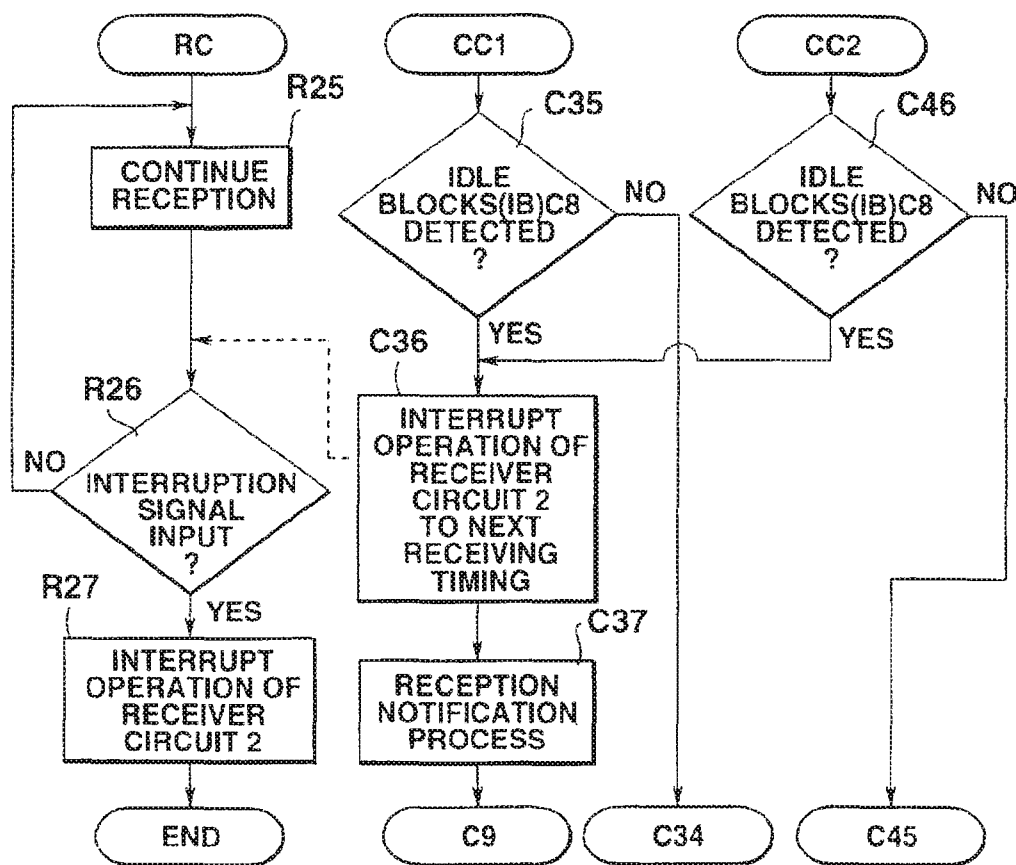 RC
R25
CONTINUE
RECEPTION
R26
NO
INTERRUPTION
SIGNAL
INPUT
?
YES
R27
INTERRUPT
OPERATION OF
RECEIVER
CIRCUIT 2
END
CC1
C35
IDLE
BLOCKS(IB)C8
DETECTED
?
NO
YES
C36
INTERRUPT
OPERATION OF
RECEIVER
CIRCUIT 2
TO NEXT
RECEIVING
TIMING
C37
RECEPTION
NOTIFICATION
PROCESS
C9
C34
CC2
C46
IDLE
BLOCKS(IB)C8
DETECTED
?
NO
YES
C45